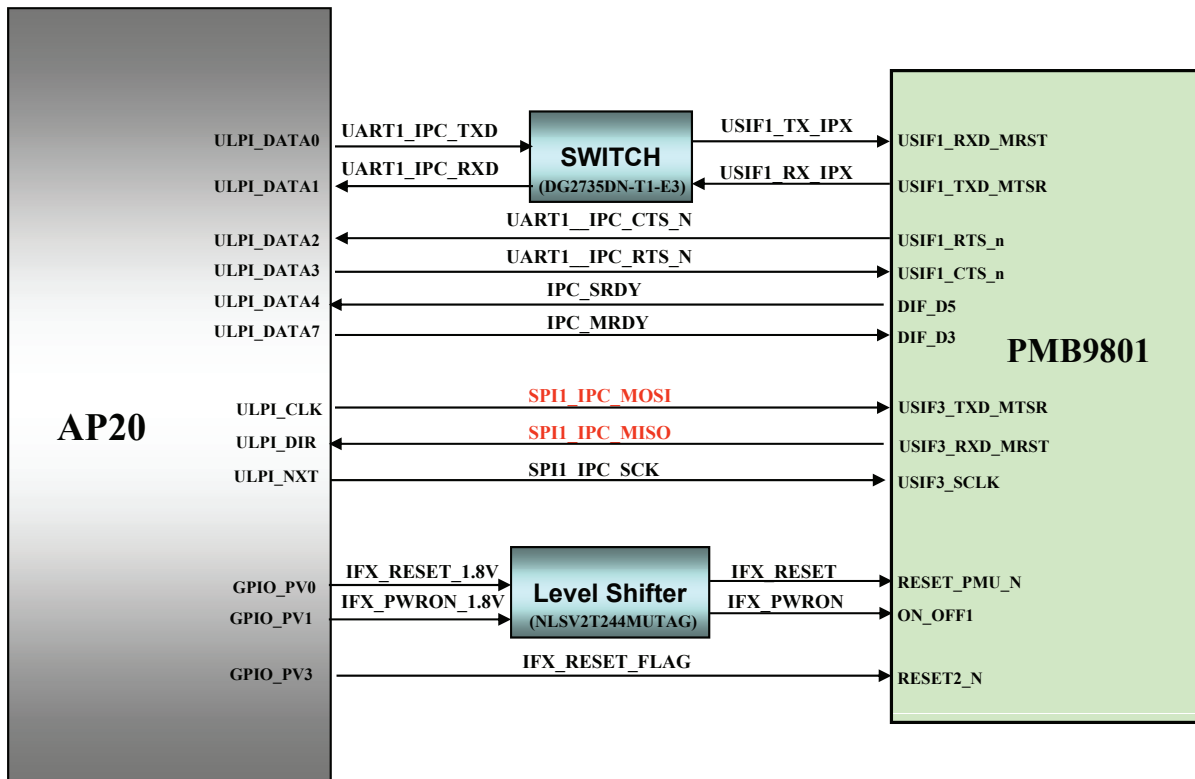 ULPI_DATA0
UART1_IPC_TXD
USIF1_TX_IPX
USIF1_RXD_MRST
SWITCH
(DG2735DN-T1-E3)
ULPI_DATA1
UART1_IPC_RXD
USIF1_RX_IPX
USIF1_TXD_MTSR
ULPI_DATA2
UART1__IPC_CTS_N
USIF1_RTS_n
ULPI_DATA3
UART1__IPC_RTS_N
USIF1_CTS_n
ULPI_DATA4
IPC_SRDY
DIF_D5
ULPI_DATA7
IPC_MRDY
DIF_D3
PMB9801
AP20
ULPI_CLK
SPI1_IPC_MOSI
USIF3_TXD_MTSR
ULPI_DIR
SPI1_IPC_MISO
USIF3_RXD_MRST
ULPI_NXT
SPI1_IPC_SCK
USIF3_SCLK
GPIO_PV0
IFX_RESET_1.8V
Level Shifter
(NLSV2T244MUTAG)
IFX_RESET
RESET_PMU_N
GPIO_PV1
IFX_PWRON_1.8V
IFX_PWRON
ON_OFF1
GPIO_PV3
IFX_RESET_FLAG
RESET2_N